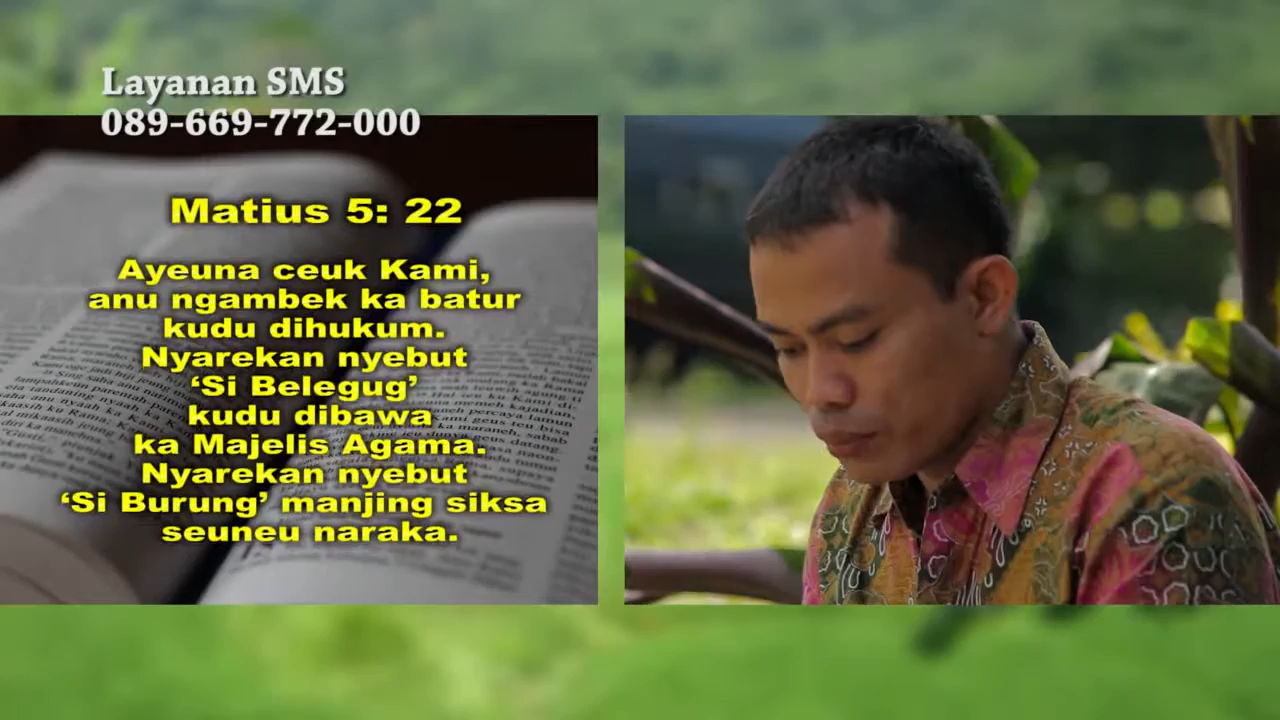 Layanan SMS
089-669-772-000
Matius 5: 22
Ayeuna ceuk Kami,
anu ngambek ka batur
kudu dihukum.
Nyarekan nyebut
‘Si Belegug’
kudu dibawa
ka Majelis Agama.
Nyarekan nyebut
‘Si Burung’ manjing siksa
seuneu naraka.